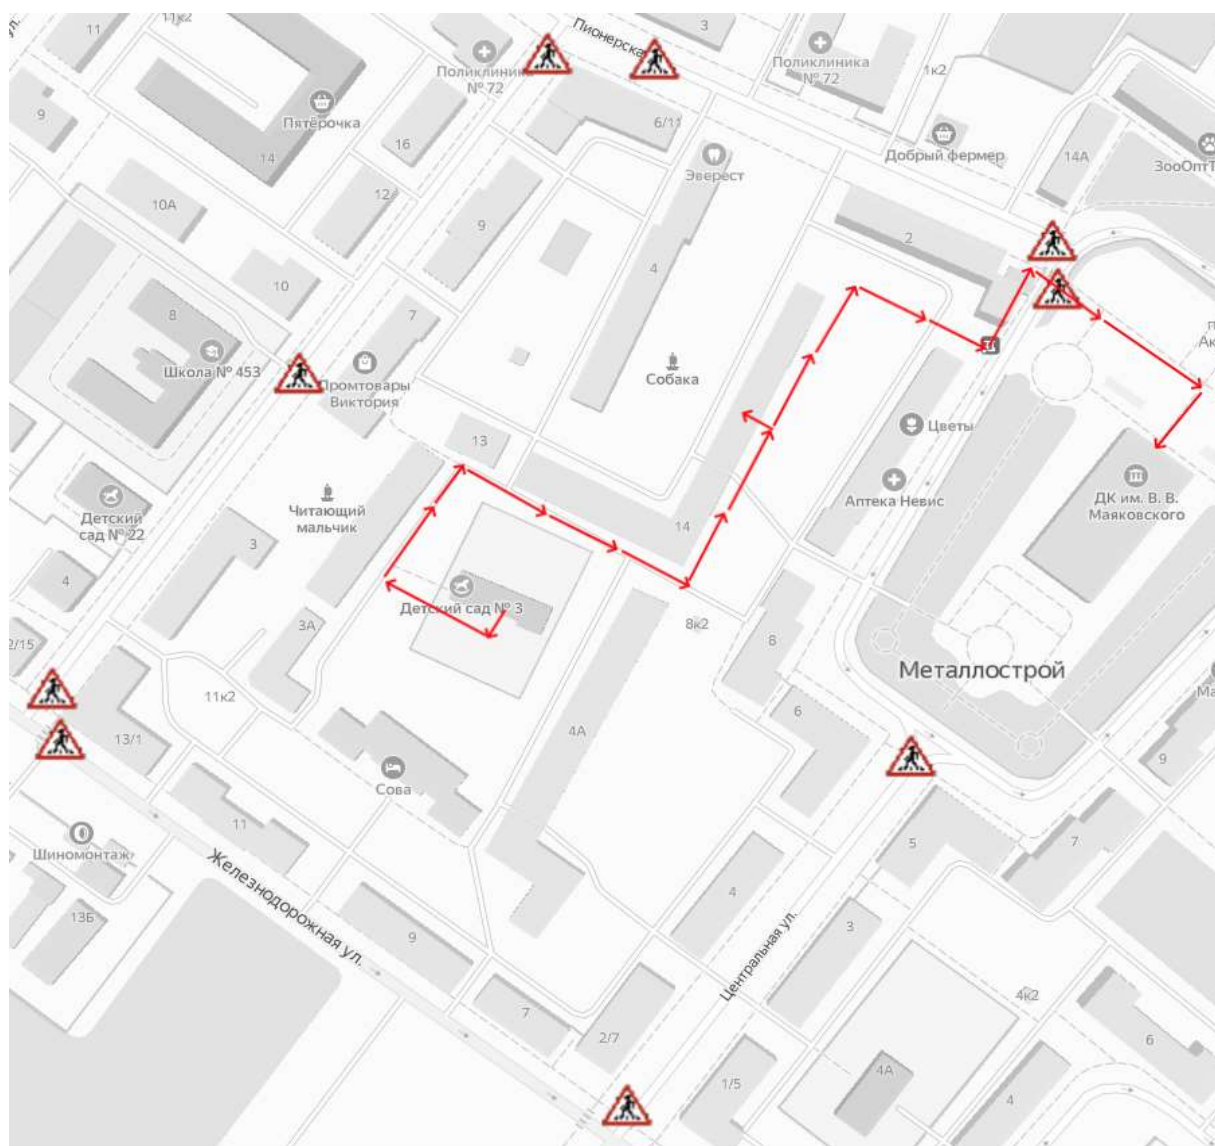 11
11к2
3
Пионерская
Поликлиника
№ 72
Поликлиника
№ 72
1к2
9
Пятёрочка
14
16
6/11
Эверест
Добрый фермер
14А
ЗооОптТ
10А
12
9
4
2
10
8
7
Школа № 453
Промтовары
Виктория
Собака
13
Цветы
Аптека Невис
ДК им. В. В.
Маяковского
Детский
сад № 22
Читающий
мальчик
14
3
4
Детский сад № 3
3А
8к2
8
2/15
Металлострой
11к2
4А
6
13/1
Сова
9
11
Шиномонтаж
5
7
4
13Б
Железнодорожная ул.
9
3
Центральная ул.
4к2
7
2/7
6
1/5
4А
4